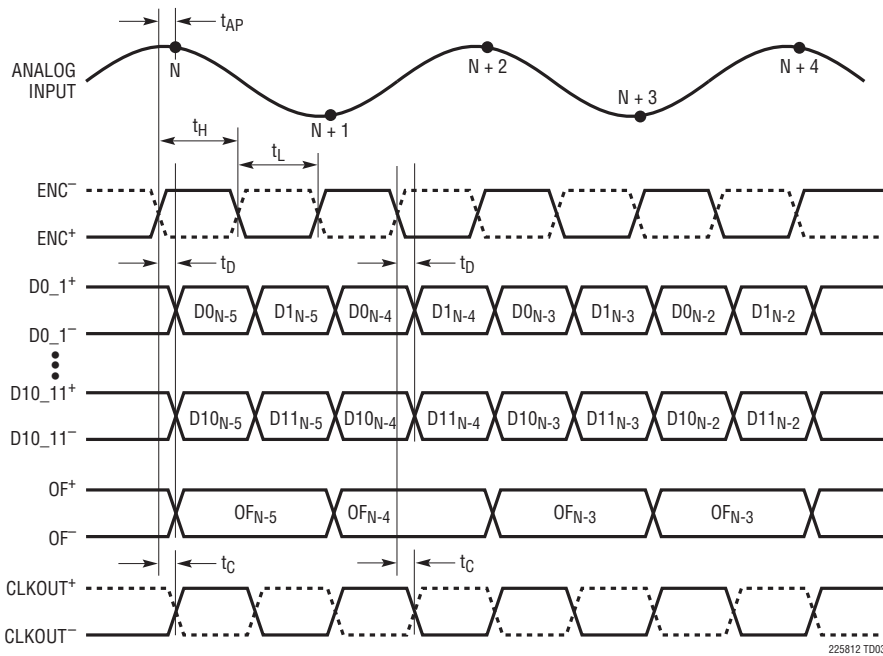 tAP
ANALOG
INPUT
N
N + 1
N + 2
N + 3
N + 4
tH
tL
ENC–
ENC+
tD
tD
D0_1+
D0_1–
D0N-5
D1N-5
D0N-4
D1N-4
D0N-3
D1N-3
D0N-2
D1N-2
D10_11+
D10_11–
D10N-5
D11N-5
D10N-4
D11N-4
D10N-3
D11N-3
D10N-2
D11N-2
OF+
OF–
OFN-5
OFN-4
OFN-3
OFN-3
tC
tC
CLKOUT+
CLKOUT–
225812 TD03